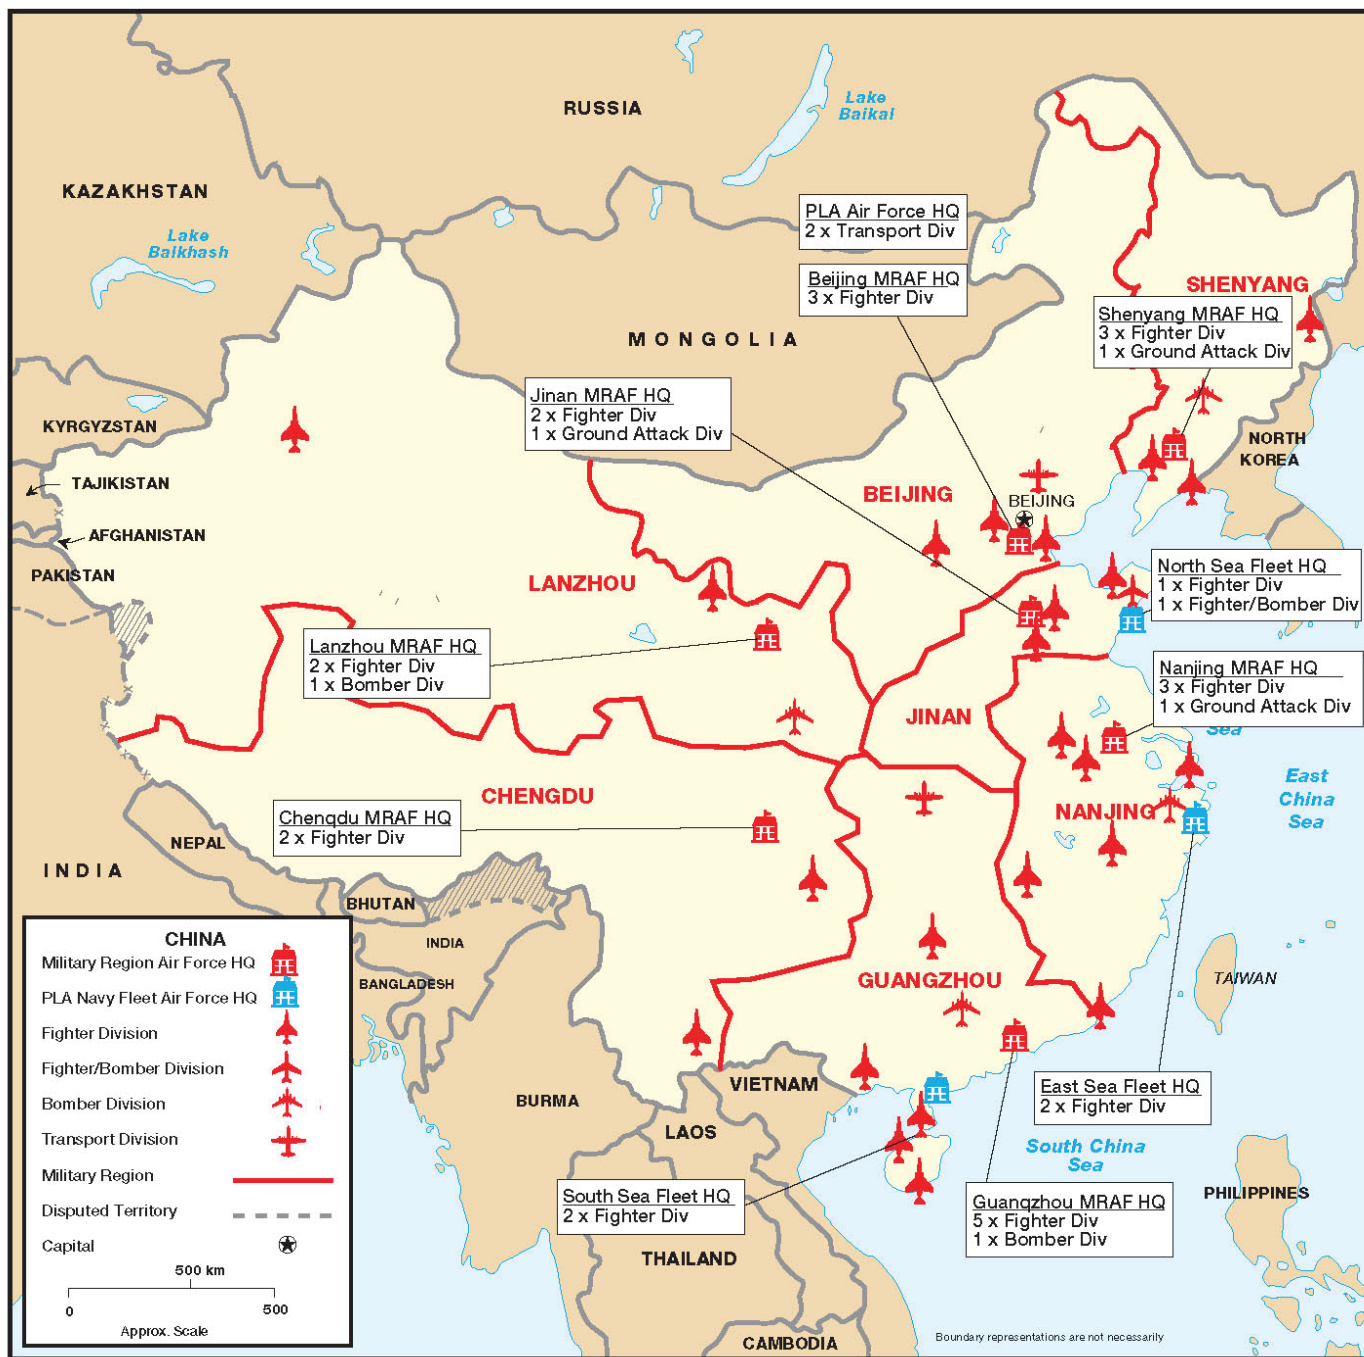 RUSSIA
Lake
Baikal
KAZAKHSTAN
Lake
Balkhash
PLA Air Force HQ
2 x Transport Div
Beijing MRAF HQ
3 x Fighter Div
SHENYANG
Shenyang MRAF HQ
3 x Fighter Div
1 x Ground Attack Div
MONGOLIA
Jinan MRAF HQ
2 x Fighter Div
1 x Ground Attack Div
KYRGYZSTAN
NORTH
KOREA
TAJIKISTAN
BEIJING
BEIJING
AFGHANISTAN
PAKISTAN
LANZHOU
North Sea Fleet HQ
1 x Fighter Div
1 x Fighter/Bomber Div
Lanzhou MRAF HQ
2 x Fighter Div
1 x Bomber Div
Nanjing MRAF HQ
3 x Fighter Div
1 x Ground Attack Div
JINAN
Sea
East
China
Sea
CHENGDU
Chengdu MRAF HQ
2 x Fighter Div
NANJING
NEPAL
INDIA
BHUTAN
INDIA
BANGLADESH
GUANGZHOU
TAIWAN
VIETNAM
BURMA
LAOS
East Sea Fleet HQ
2 x Fighter Div
South China
Sea
South Sea Fleet HQ
2 x Fighter Div
Guangzhou MRAF HQ
5 x Fighter Div
1 x Bomber Div
PHILIPPINES
THAILAND
CAMBODIA
Boundary representations are not necessarily
CHINA
Military Region Air Force HQ
PLA Navy Fleet Air Force HQ
Fighter Division
Fighter/Bomber Division
Bomber Division
Transport Division
Military Region
Disputed Territory
Capital
500 km
0
500
Approx. Scale